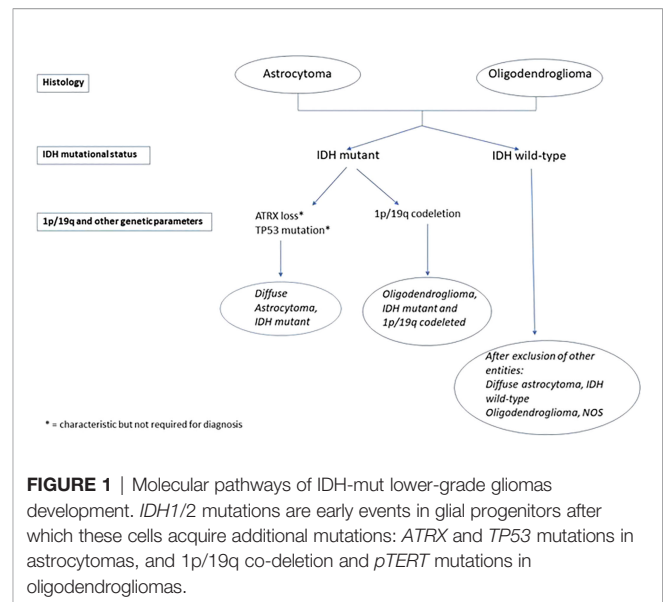 Astrocytoma
Oligodendroglioma
Histology
IDH mutational status
IDH mutant
IDH wild-type
1p/19q and other genetic parameters
ATRX loss*
TP53 mutation*
1p/19q codeletion
Diffuse
Astrocytoma,
IDH mutant
Oligodendroglioma,
IDH mutant and
1p/19q codeleted
After exclusion of other
entities:
Diffuse astrocytoma, IDH
wild-type
Oligodendroglioma, NOS
* = characteristic but not required for diagnosis
FIGURE 1 | Molecular pathways of IDH-mut lower-grade gliomas
development. IDH1/2 mutations are early events in glial progenitors after
which these cells acquire additional mutations: ATRX and TP53 mutations in
astrocytomas, and 1p/19q co-deletion and pTERT mutations in
oligodendrogliomas.